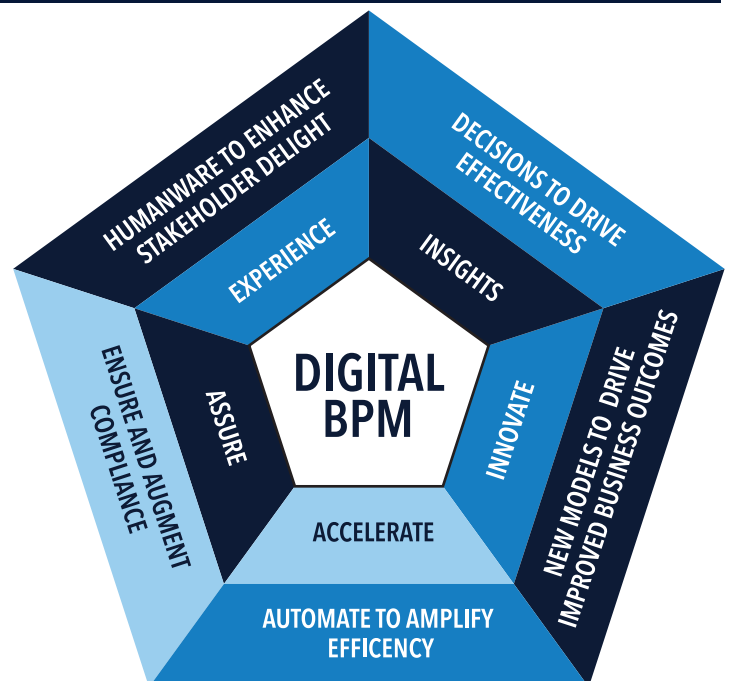 HUMANWARE TO ENHANCE
STAKEHOLDER DELIGHT
EXPERIENCE
DECISIONS TO DRIVE
EFFECTIVENESS
INSIGHTS
DIGITAL
BPM
ENSURE AND AUGMENT
COMPLIANCE
ASSURE
INNOVATE
NEW MODELS TO DRIVE
IMPROVED BUSINESS OUTCOMES
ACCELERATE
AUTOMATE TO AMPLIFY
EFFICENCY